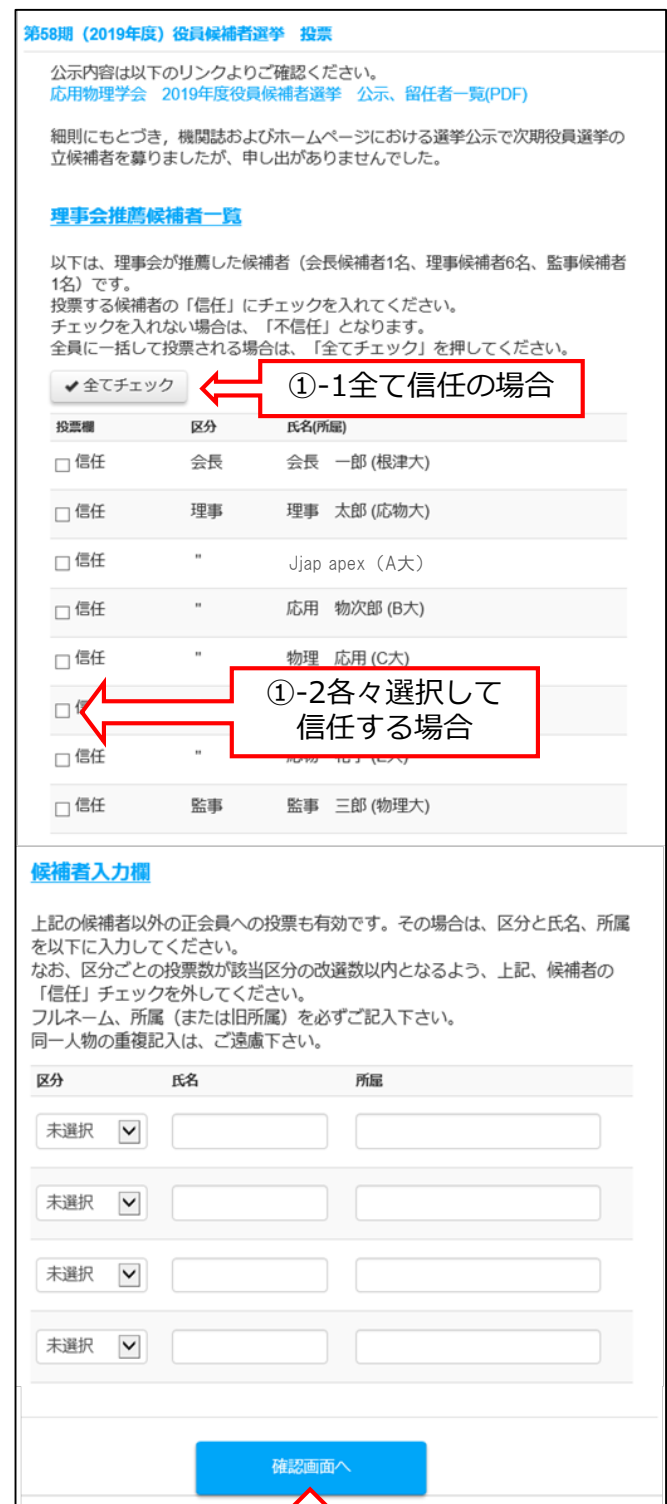 第58期（2019年度）役員候補者選挙　投票
公示内容は以下のリンクよりご確認ください。
応用物理学会　2019年度役員候補者選挙　公示、留任者一覧(PDF)
細則にもとづき，機関誌およびホームページにおける選挙公示で次期役員選挙の
立候補者を募りましたが、申し出がありませんでした。
理事会推薦候補者一覧
以下は、理事会が推薦した候補者（会長候補者1名、理事候補者6名、監事候補者
1名）です。
投票する候補者の「信任」にチェックを入れてください。
チェックを入れない場合は、「不信任」となります。
全員に一括して投票される場合は、「全てチェック」を押してください。
✔全てチェック
①-1全て信任の場合
投票欄 区分 氏名(所属)
信任 会長 会長　一郎 (根津大)
信任 理事 理事　太郎 (応物大)
信任 " Jjap apex（A大）
信任 " 応用　物次郎 (B大)
信任 " 物理　応用 (C大)
①-2各々選択して
信任する場合
信任 "
信任 監事 監事　三郎 (物理大)
候補者入力欄
上記の候補者以外の正会員への投票も有効です。その場合は、区分と氏名、所属
を以下に入力してください。
なお、区分ごとの投票数が該当区分の改選数以内となるよう、上記、候補者の
「信任」チェックを外してください。
フルネーム、所属（または旧所属）を必ずご記入下さい。
同一人物の重複記入は、ご遠慮下さい。
区分 氏名 所属
未選択
未選択
未選択
未選択
確認画面へ